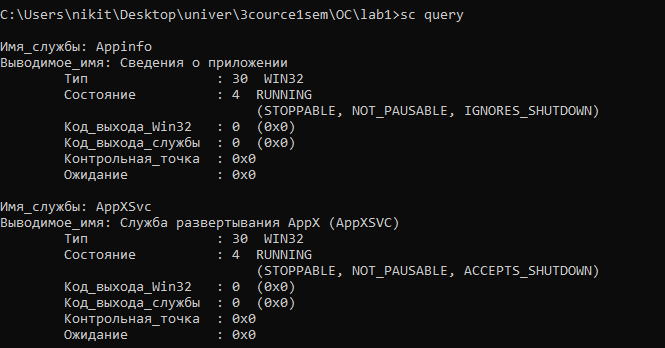 C:\Users\nikit\Desktop\univer\3cource1sem\OC\lab1>sc query
Имя_службы: Appinfo
Выводимое_имя: Сведения о приложении
Тип : 30 WIN32
Состояние : 4 RUNNING
(STOPPABLE, NOT_PAUSABLE, IGNORES_SHUTDOWN)
Код_выхода_Win32 : 0 (0x0)
Код_выхода_службы : 0 (0x0)
Контрольная_точка : 0x0
Ожидание : 0x0
Имя_службы: AppXSvc
Выводимое_имя: Служба развертывания AppX (AppXSVC)
Тип : 30 WIN32
Состояние : 4 RUNNING
(STOPPABLE, NOT_PAUSABLE, ACCEPTS_SHUTDOWN)
Код_выхода_Win32 : 0 (0x0)
Код_выхода_службы : 0 (0x0)
Контрольная_точка : 0x0
Ожидание : 0x0